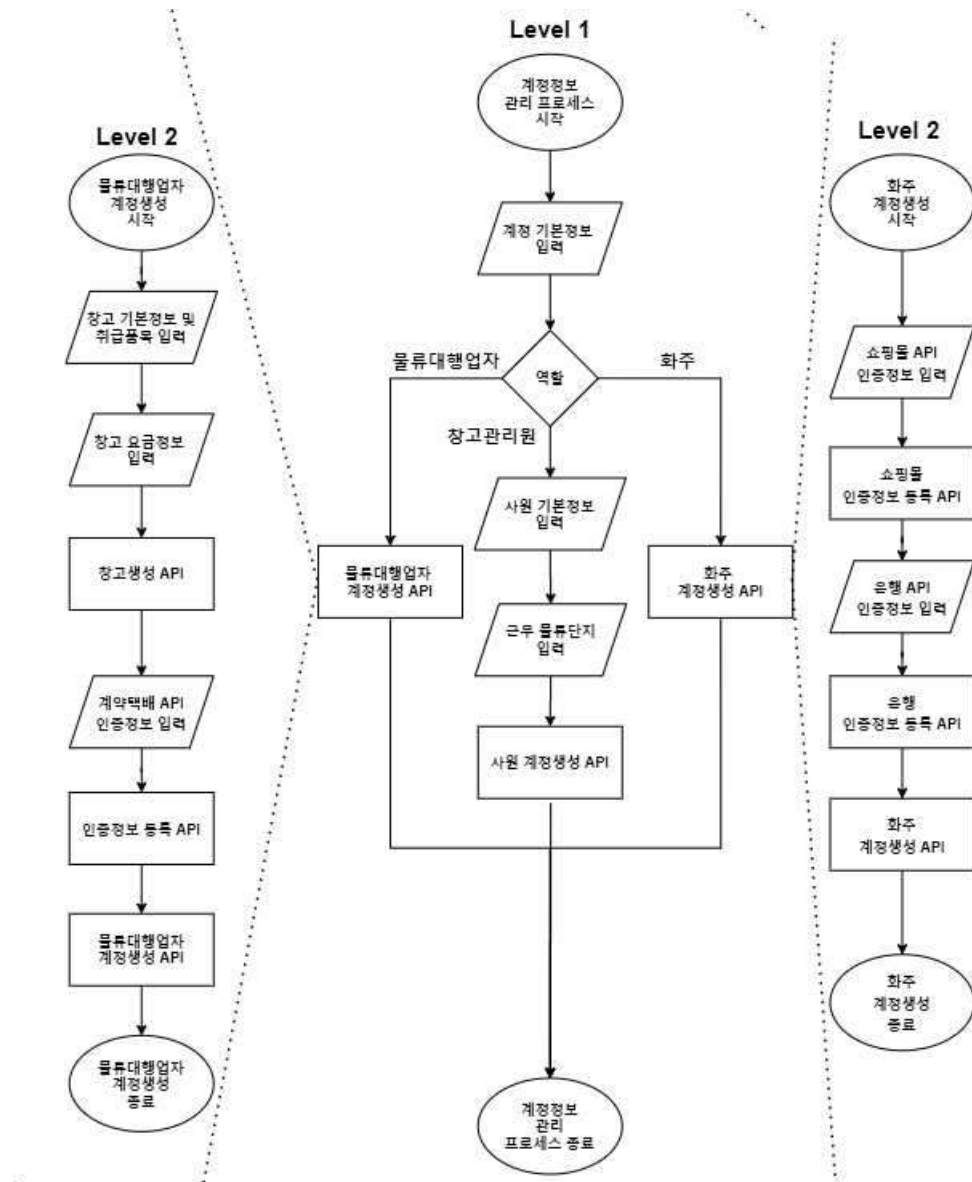 Level 1
계정정보
관리 프로세스
시작
계정 기본정보
입력
물류대행업자
역할
화주
창고관리원
사원 기본정보
입력
물류대행업자
계정생성 API
화주
계정생성 API
근무 물류단지
입력
사원 계정생성 API
계정정보
관리
프로세스 종료
Level 2
물류대행업자
계정생성
시작
창고 기본정보 및
취급품목 입력
창고 요금정보
입력
창고생성 API
계약택배 API
인증정보 입력
인증정보 등록 API
물류대행업자
계정생성 API
물류대행업자
계정생성
종료
Level 2
화주
계정생성
시작
쇼핑몰 API
인증정보 입력
쇼핑몰
인증정보 등록 API
은행 API
인증정보 입력
은행
인증정보 등록 API
화주
계정생성 API
화주
계정생성
종료